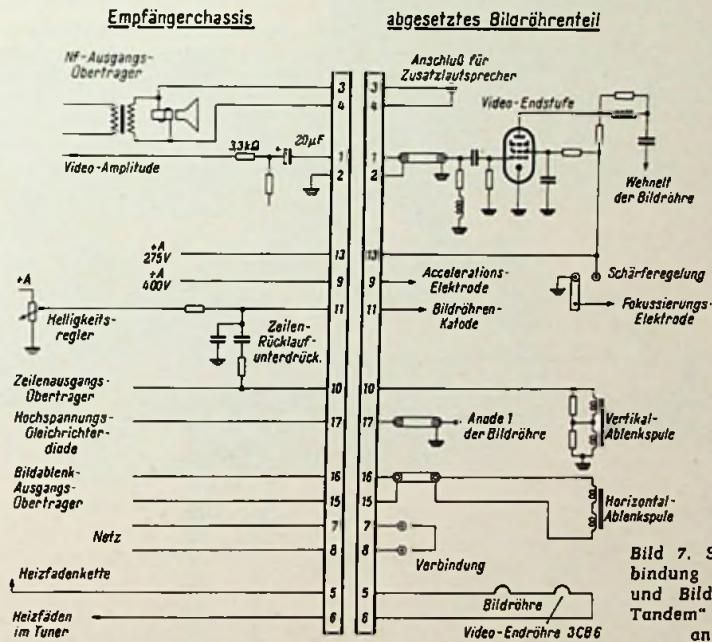 Empfängerchassis
abgesetztes Bildröhrenteil
Nf-Ausgangs-
Übertrager
3
4
3
4
Anschluß für
Zusatzlautsprecher
Video-Endstufe
3,3kΩ
+
20µF
1
2
1
2
Video-Amplitude
Wehnelt
der Bildröhre
+A
275V
13
13
+A
400V
9
9
Accelerations-
Elektrode
Schärferegelung
+A
Helligkeits-
regler
11
11
Bildröhren-
Katode
Fokussierungs-
Elektrode
Zeilen-
Rücklauf-
unterdrück.
Zeilenausgangs-
Übertrager
10
10
Hochspannungs-
Gleichrichter-
diode
17
17
Anode 1
der Bildröhre
Vertikal-
Ablenkspule
Bildablenk-
Ausgangs-
Übertrager
16
15
16
15
Horizontal-
Ablenkspule
Netz
7
8
7
8
Verbindung
Heizfadenkette
5
5
Bildröhre
Heizfäden
im Tuner
6
6
Video-Endröhre 3CB6
Bild 7. S
bindung
und Bild
Tandem"
an